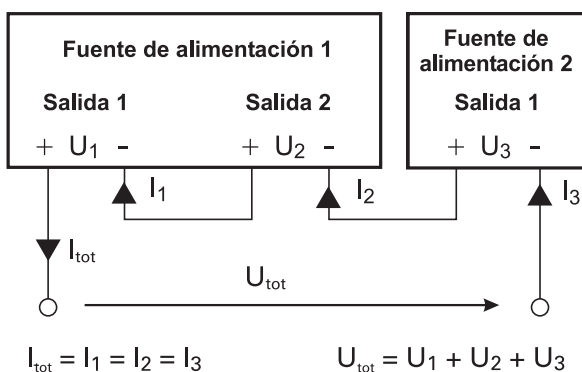 Fuente de alimentación 1
Fuente de
alimentación 2
Salida 1
Salida 2
Salida 1
+ U₁ -
+ U₂ -
+ U₃ -
I₁
I₂
I₃
Iₜₒₜ
Uₜₒₜ
Iₜₒₜ = I₁ = I₂ = I₃
Uₜₒₜ = U₁ + U₂ + U₃